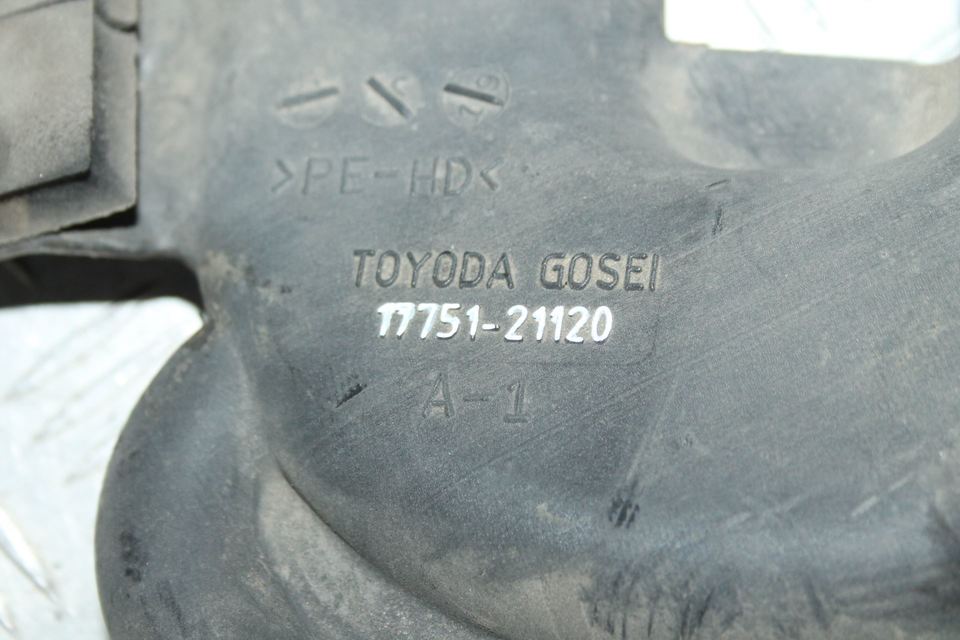 >PE-HD<
TOYODA GOSEI
17751-21120
A-1